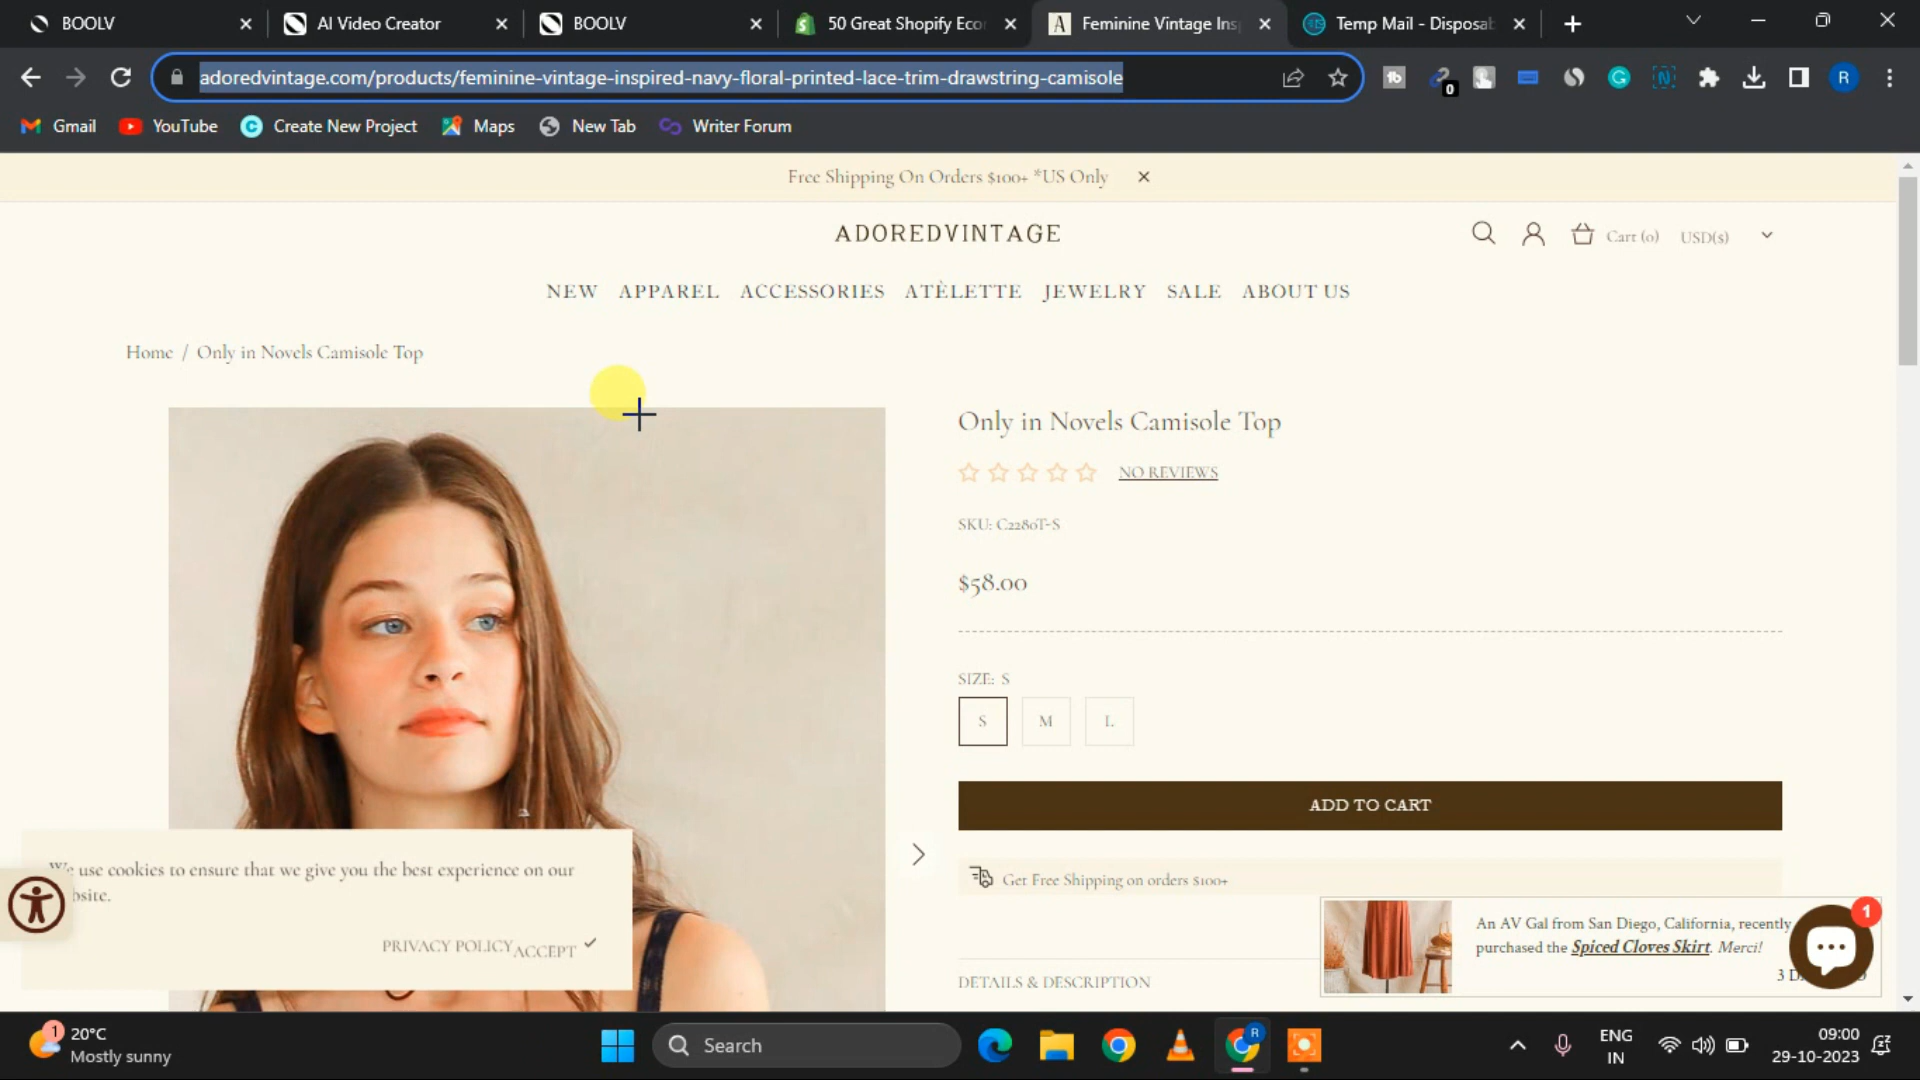 BOOLV
AI Video Creator
BOOLV
50 Great Shopify Eco
Feminine Vintage Ins
Temp Mail - Disposab
adoredvintage.com/products/feminine-vintage-inspired-navy-floral-printed-lace-trim-drawstring-camisole
0
R
Gmail
YouTube
Create New Project
Maps
New Tab
Writer Forum
Free Shipping On Orders $100+ *US Only
ADOREDVINTAGE
Cart (0)
USD($)
NEW APPAREL ACCESSORIES ATÈLETTE JEWELRY SALE ABOUT US
Home / Only in Novels Camisole Top
Only in Novels Camisole Top
NO REVIEWS
SKU: C2280T-S
$58.00
SIZE: S
S
M
L
ADD TO CART
Get Free Shipping on orders $100+
We use cookies to ensure that we give you the best experience on our
bsite.
PRIVACY POLICY
ACCEPT
An AV Gal from San Diego, California, recently
purchased the Spiced Cloves Skirt. Merci!
3 D
1
DETAILS & DESCRIPTION
1
20°C
Mostly sunny
Search
R
ENG
IN
09:00
29-10-2023